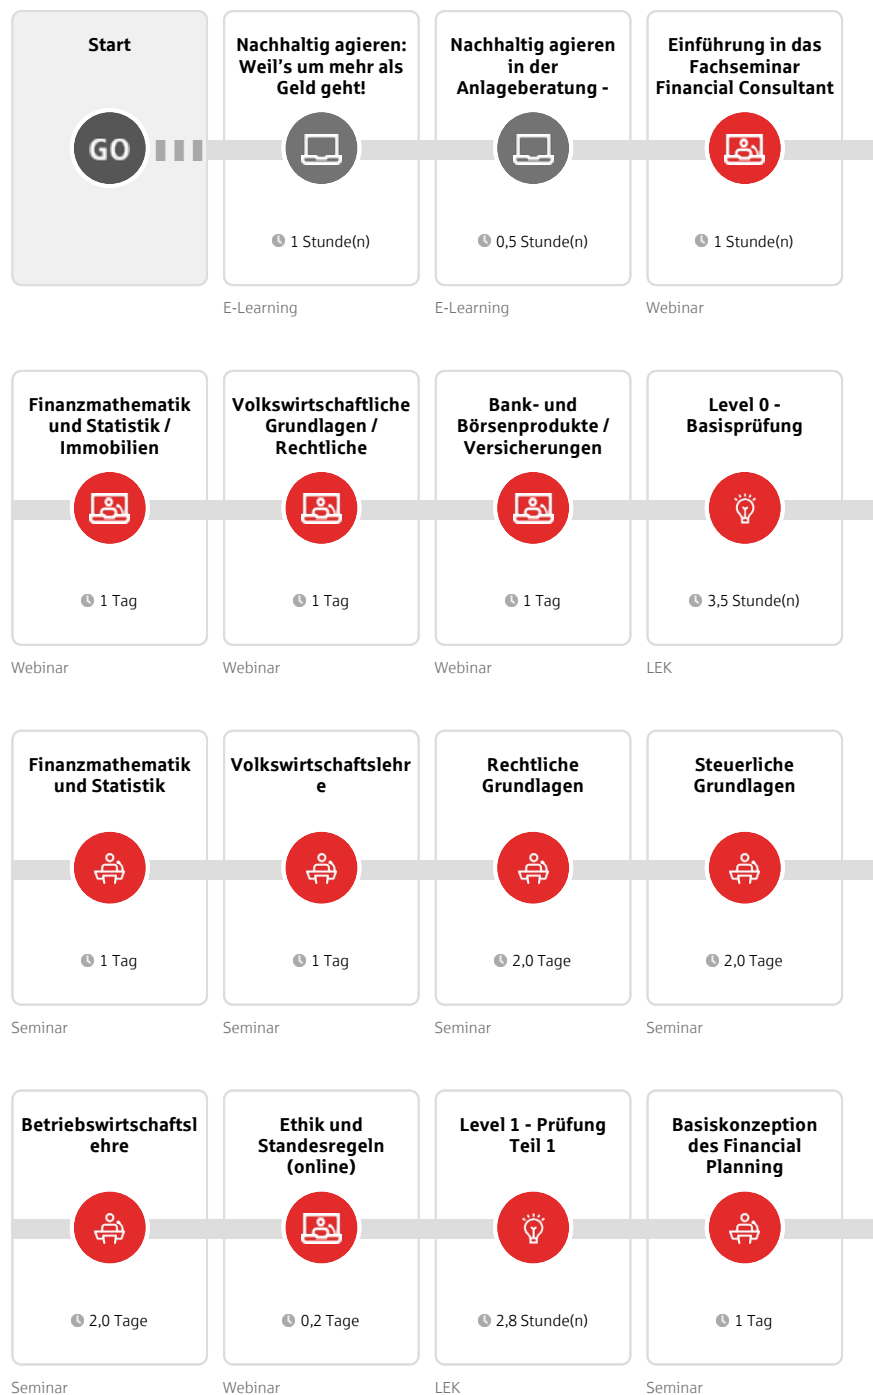 Start
GO
Nachhaltig agieren:
Weil's um mehr als
Geld geht!
1 Stunde(n)
E-Learning
Nachhaltig agieren
in der
Anlageberatung -
0,5 Stunde(n)
E-Learning
Einführung in das
Fachseminar
Financial Consultant
1 Stunde(n)
Webinar
Finanzmathematik
und Statistik /
Immobilien
1 Tag
Webinar
Volkswirtschaftliche
Grundlagen /
Rechtliche
1 Tag
Webinar
Bank- und
Börsenprodukte /
Versicherungen
1 Tag
Webinar
Level 0 -
Basisprüfung
3,5 Stunde(n)
LEK
Finanzmathematik
und Statistik
1 Tag
Seminar
Volkswirtschaftslehr
e
1 Tag
Seminar
Rechtliche
Grundlagen
2,0 Tage
Seminar
Steuerliche
Grundlagen
2,0 Tage
Seminar
Betriebswirtschaftsl
ehre
2,0 Tage
Seminar
Ethik und
Standesregeln
(online)
0,2 Tage
Webinar
Level 1 - Prüfung
Teil 1
2,8 Stunde(n)
LEK
Basiskonzeption
des Financial
Planning
1 Tag
Seminar